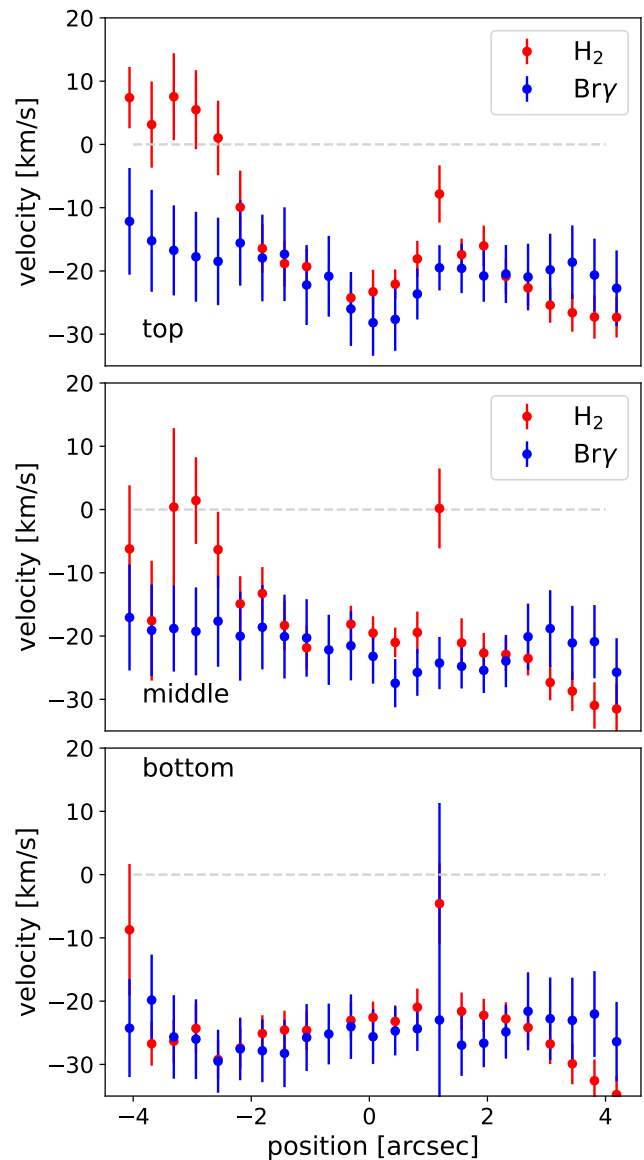 20
10
0
−10
−20
−30
velocity [km/s]
H₂
Brγ
top
20
10
0
−10
−20
−30
velocity [km/s]
H₂
Brγ
middle
20
10
0
−10
−20
−30
velocity [km/s]
bottom
−4 −2 0 2 4
position [arcsec]